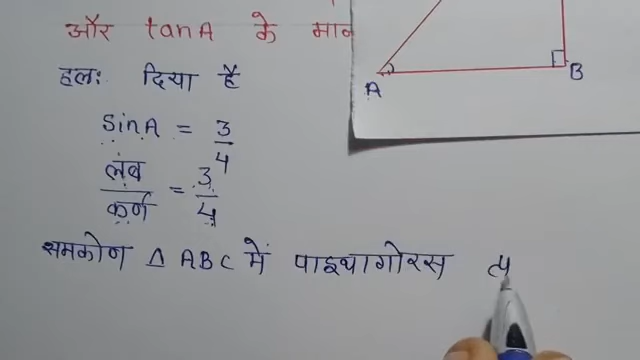 और tanA के मान
A
B
हल: दिया है
SinA = 3/4
लंब/कर्ण = 3/4
समकोण Δ ABC में पाइथागोरस